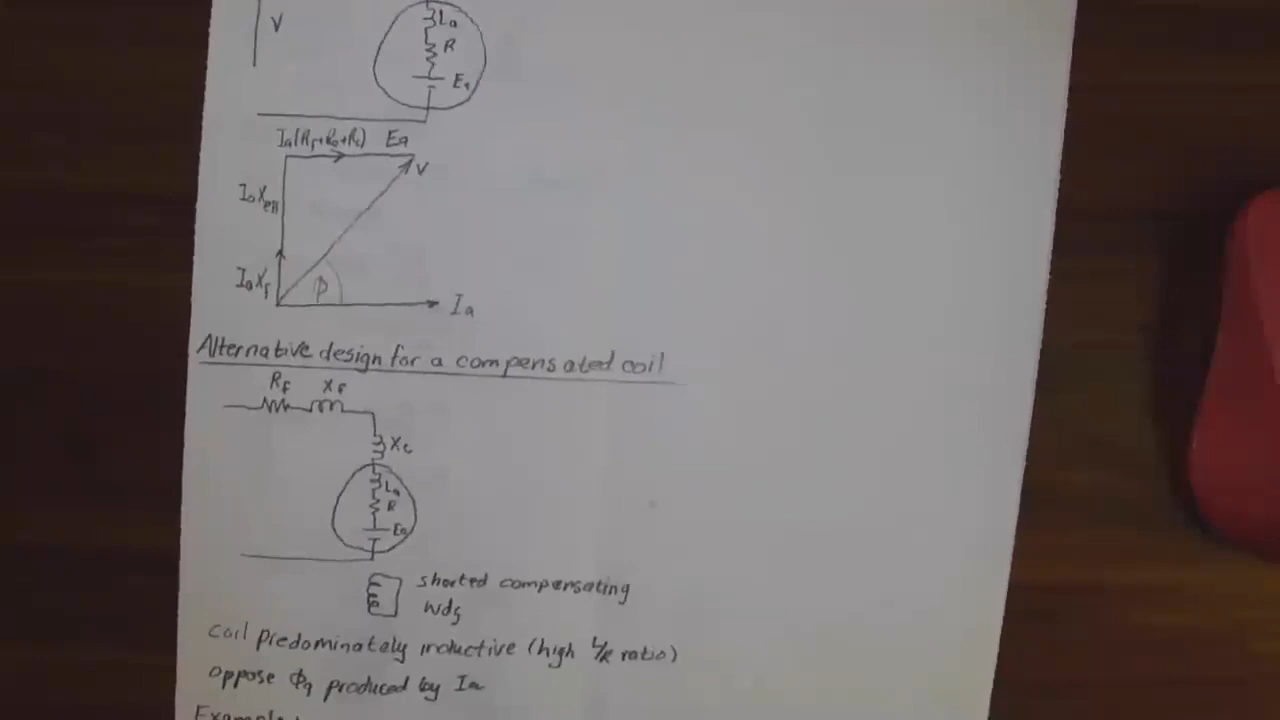 V
La
R
Ea
Ia(Rf+Ra+Rc) Ea
V
IaXeff
IaXf
φ
Ia
Alternative design for a compensated coil
Rf Xf
Xc
La
R
Ea
shorted compensating
wdg
coil predominately inductive (high L/R ratio)
oppose φq produced by Ia
Example